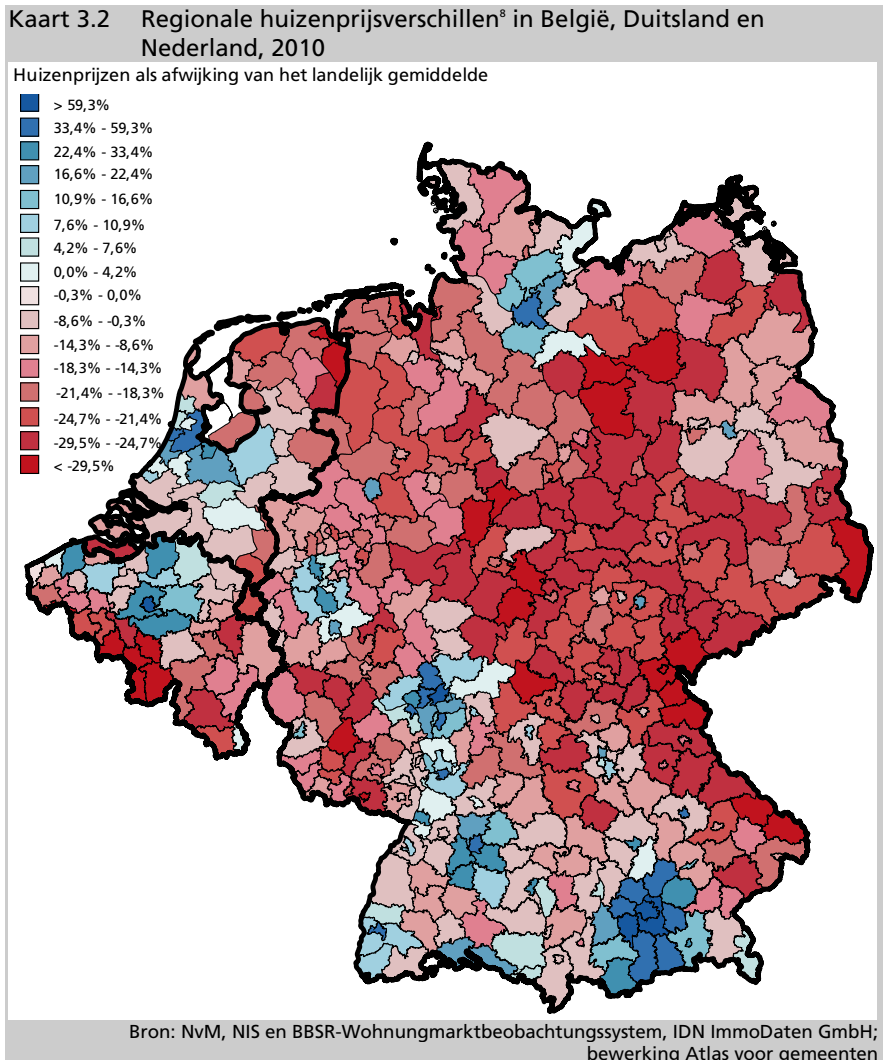 Kaart 3.2 Regionale huizenprijsverschillen⁸ in België, Duitsland en
Nederland, 2010
Huizenprijzen als afwijking van het landelijk gemiddelde
> 59,3%
33,4% - 59,3%
22,4% - 33,4%
16,6% - 22,4%
10,9% - 16,6%
7,6% - 10,9%
4,2% - 7,6%
0,0% - 4,2%
-0,3% - 0,0%
-8,6% - -0,3%
-14,3% - -8,6%
-18,3% - -14,3%
-21,4% - -18,3%
-24,7% - -21,4%
-29,5% - -24,7%
< -29,5%
Bron: NvM, NIS en BBSR-Wohnungmarktbeobachtungssystem, IDN ImmoDaten GmbH;
bewerking Atlas voor gemeenten